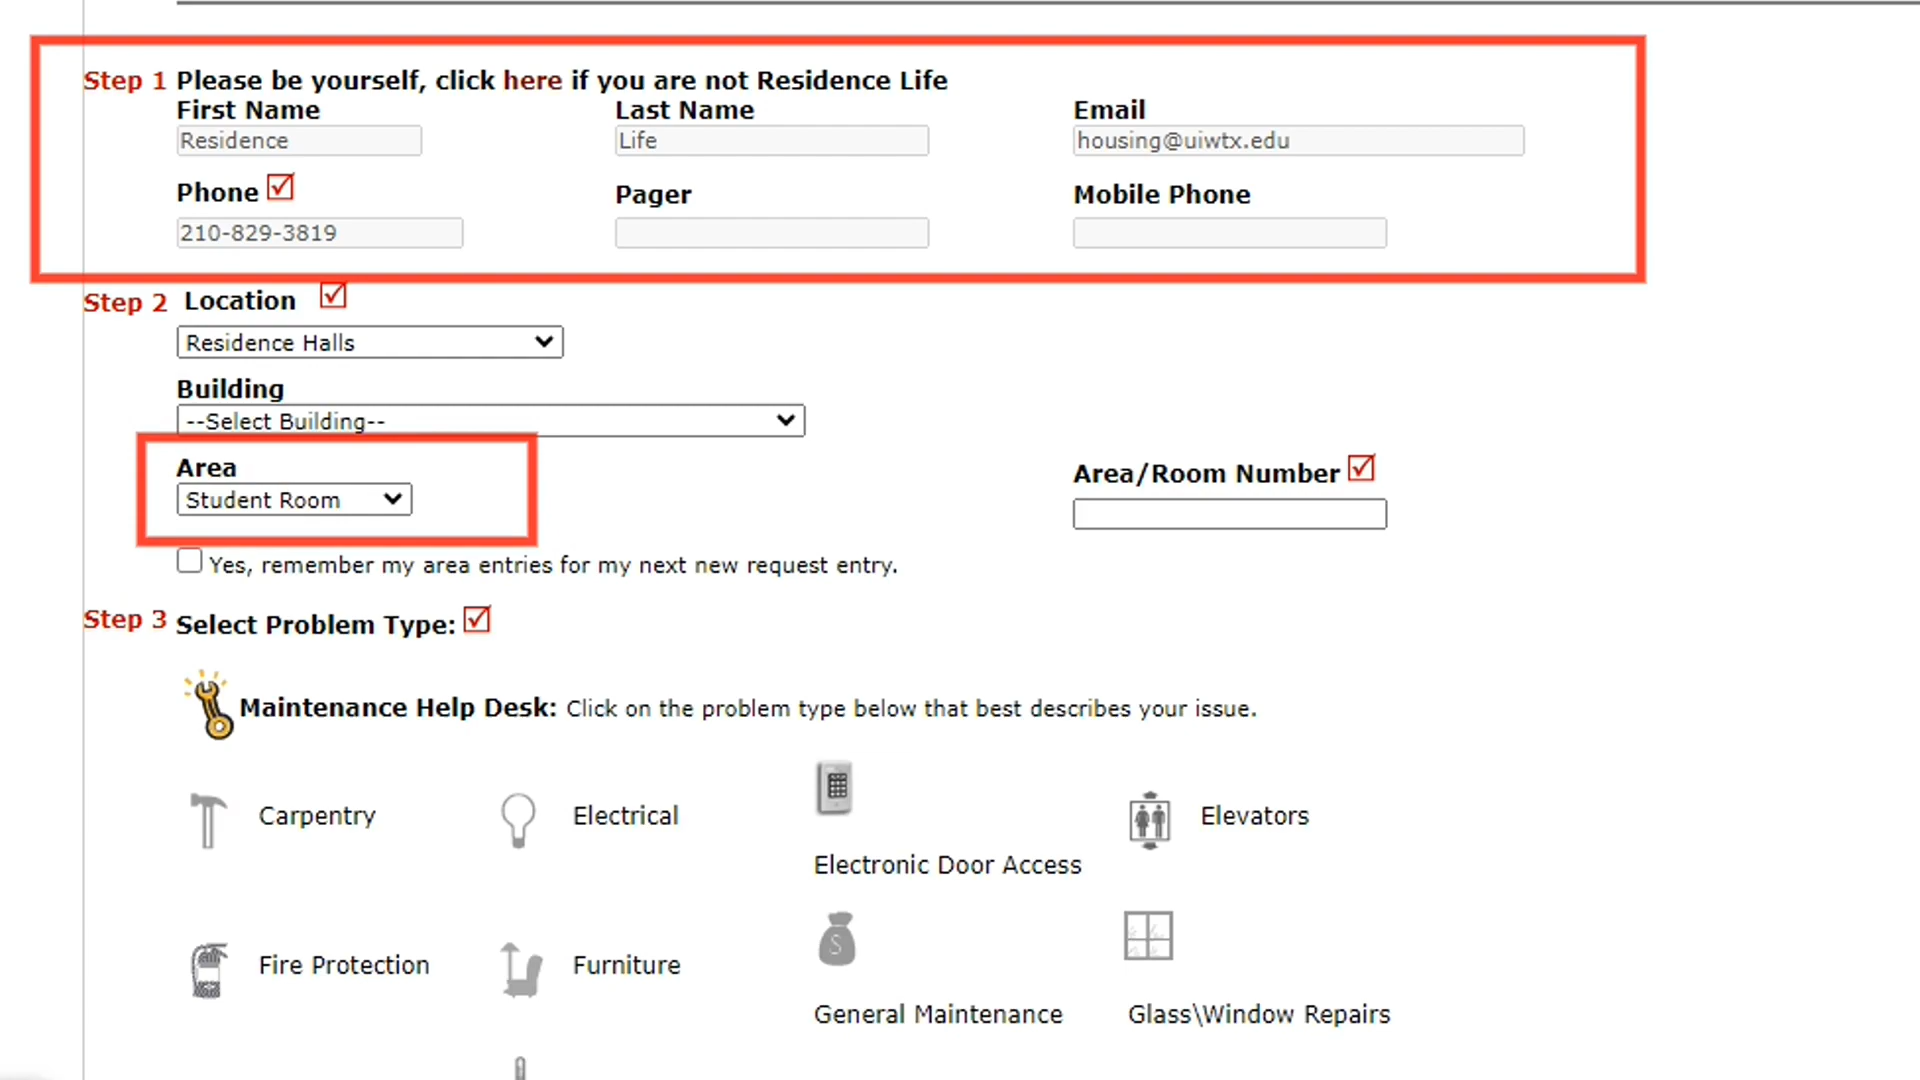 Step 1 Please be yourself, click here if you are not Residence Life
First Name Last Name Email
Residence Life housing@uiwtx.edu
Phone Pager Mobile Phone
210-829-3819
Step 2 Location
Residence Halls
Building
--Select Building--
Area Area/Room Number
Student Room
Yes, remember my area entries for my next new request entry.
Step 3 Select Problem Type:
Maintenance Help Desk: Click on the problem type below that best describes your issue.
Carpentry Electrical Electronic Door Access Elevators
Fire Protection Furniture General Maintenance Glass\Window Repairs